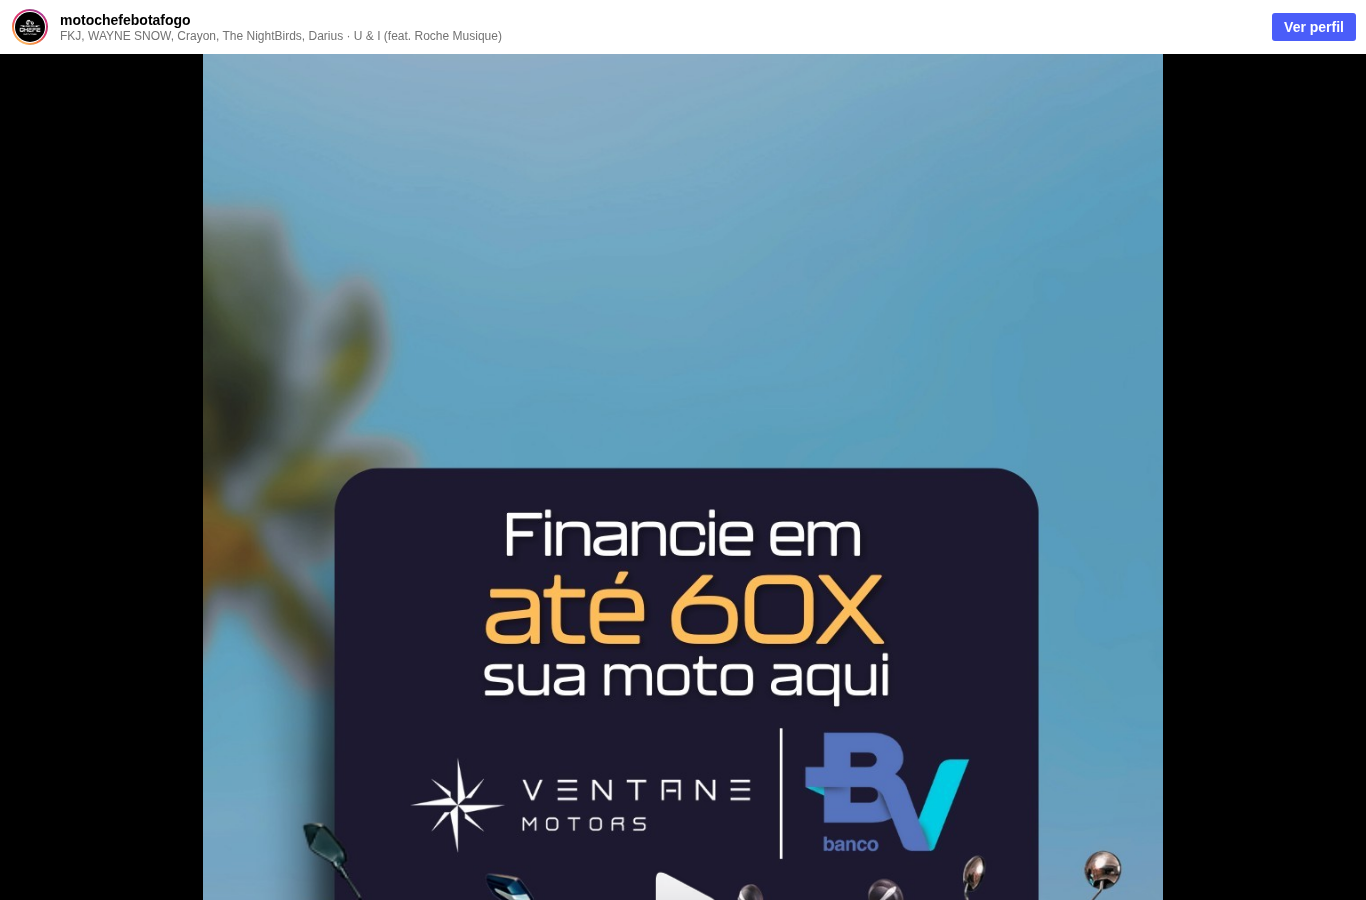 motochefebotafogo
FKJ, WAYNE SNOW, Crayon, The NightBirds, Darius · U & I (feat. Roche Musique)
Ver perfil
Financie em
até 60X
sua moto aqui
VENTANE
MOTORS
BV
banco